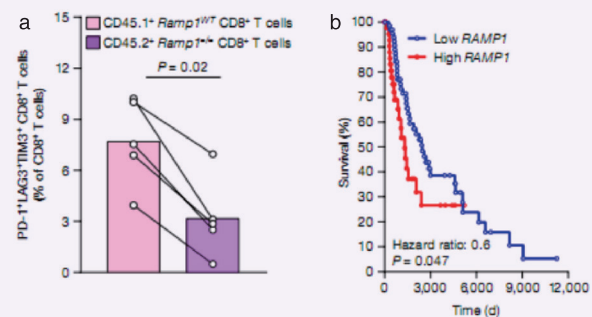 a
CD45.1⁺ Ramp1ᵂᵀ CD8⁺ T cells
CD45.2⁺ Ramp1⁻/⁻ CD8⁺ T cells
P = 0.02
PD-1⁺LAG3⁺TIM3⁺ CD8⁺ T cells
(% of CD8⁺ T cells)
15
12
9
6
3
0
b
Low RAMP1
High RAMP1
Survival (%)
100
90
80
70
60
50
40
30
20
10
0
Hazard ratio: 0.6
P = 0.047
0 3,000 6,000 9,000 12,000
Time (d)